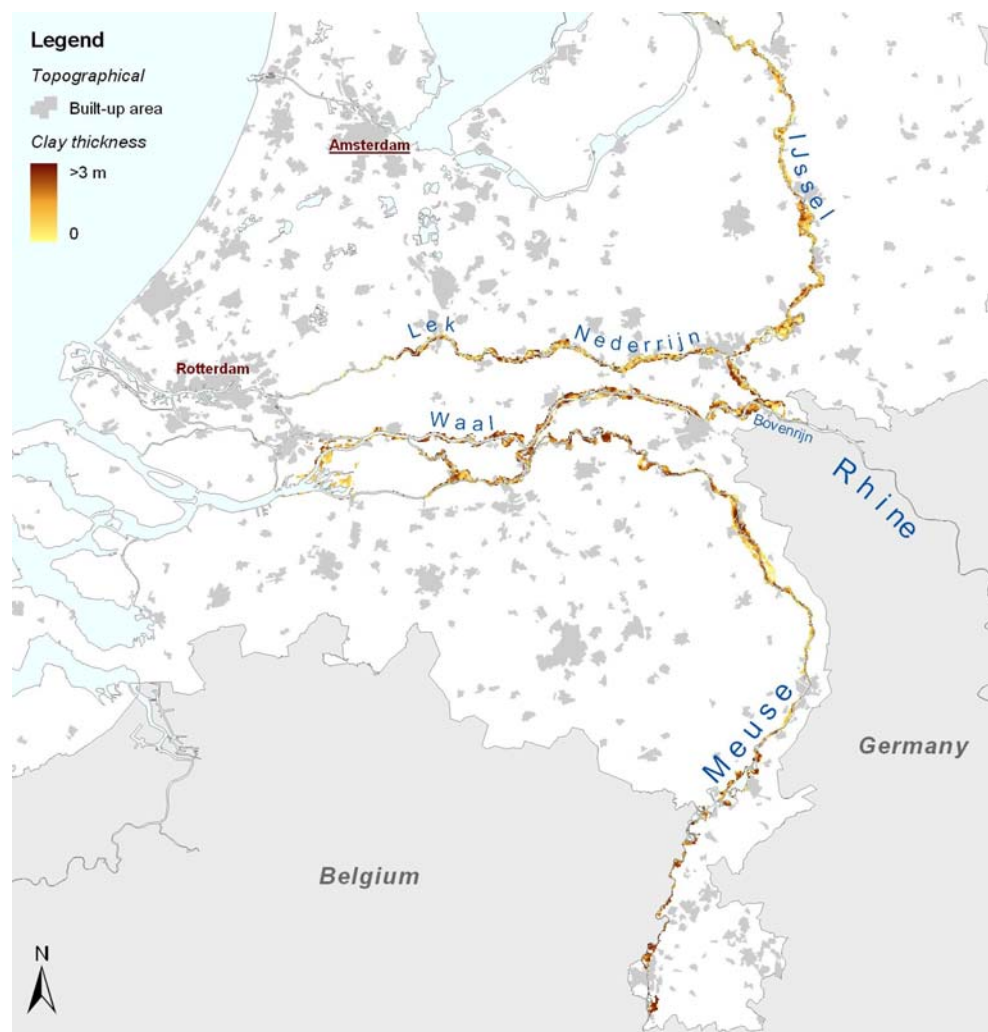 Legend
Topographical
Built-up area
Clay thickness
>3 m
0
Amsterdam
IJssel
Lek
Nederrijn
Rotterdam
Waal
Bovenrijn
Rhine
Meuse
Germany
Belgium
N